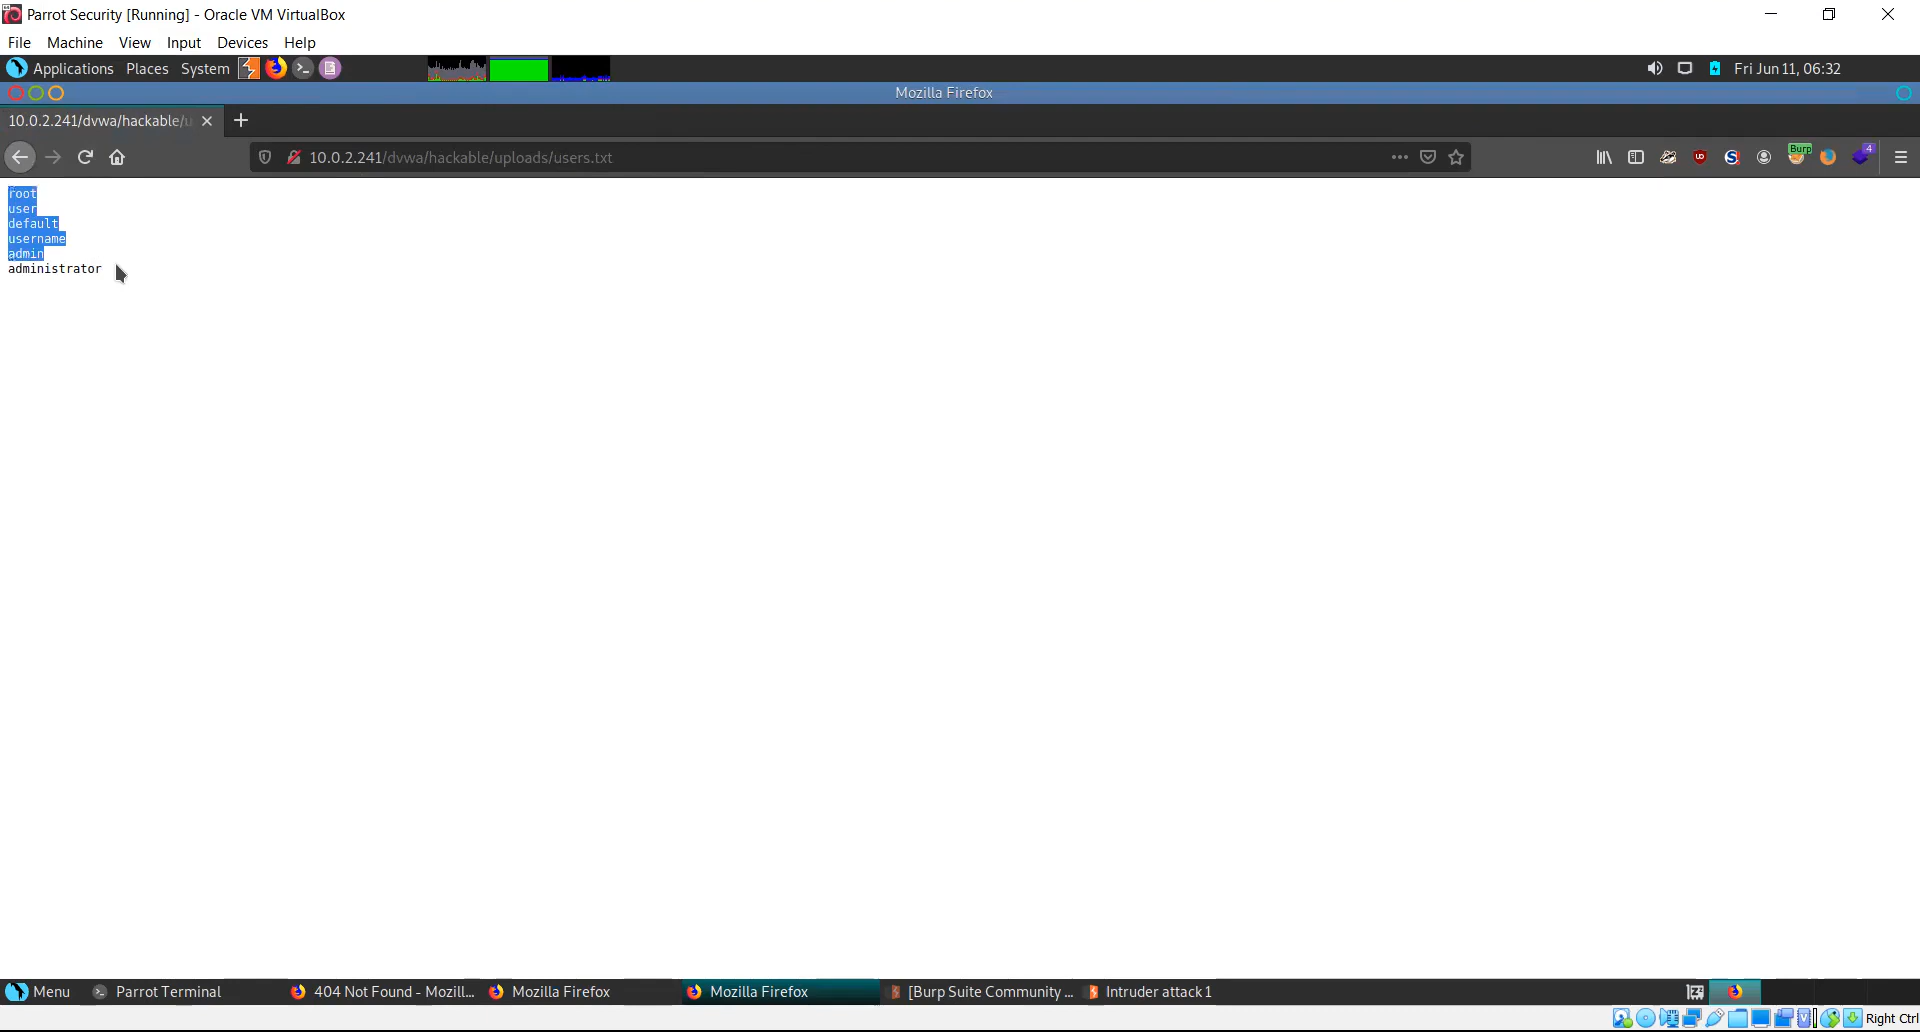 Parrot Security [Running] - Oracle VM VirtualBox
File Machine View Input Devices Help
Applications Places System Fri Jun 11, 06:32
Mozilla Firefox
10.0.2.241/dvwa/hackable/u
10.0.2.241/dvwa/hackable/uploads/users.txt
Burp
4
root
user
default
username
admin
administrator
Menu Parrot Terminal 404 Not Found - Mozill... Mozilla Firefox Mozilla Firefox [Burp Suite Community ... Intruder attack 1
Right Ctrl